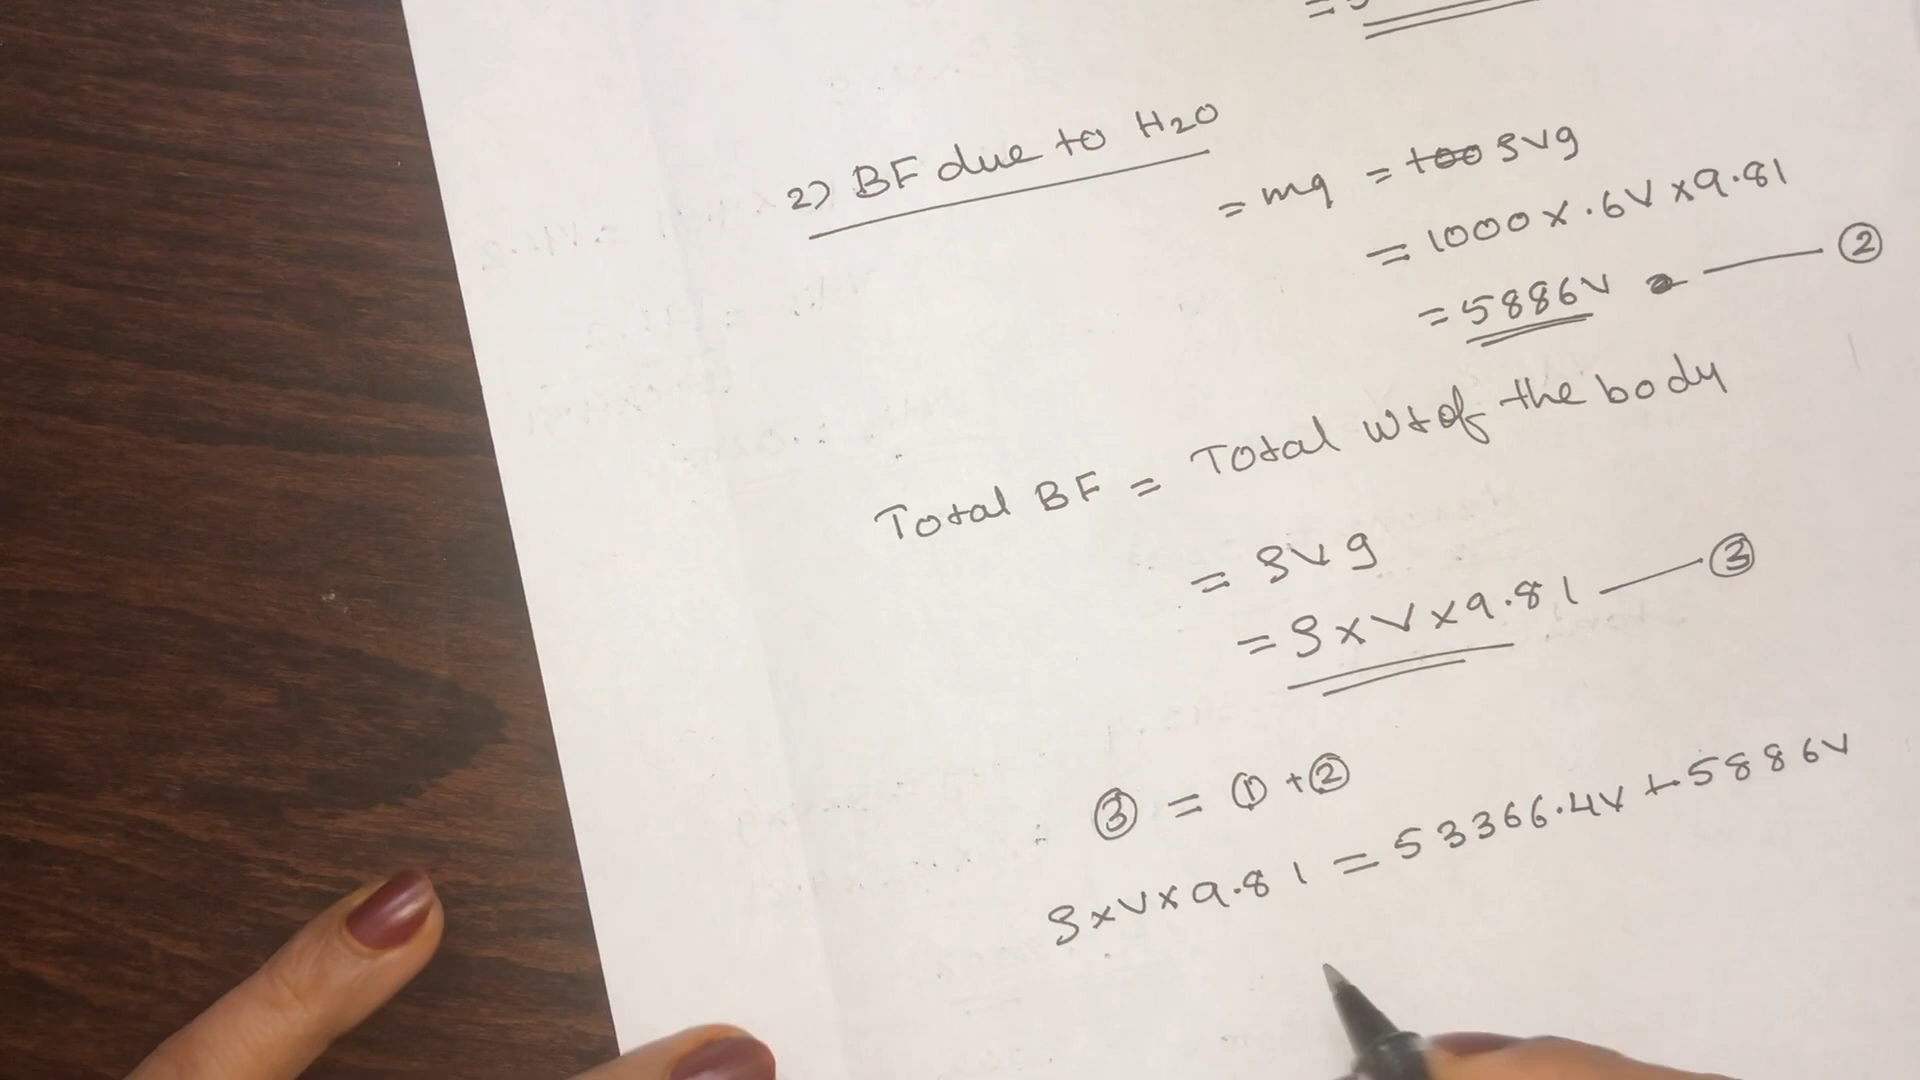 2) BF due to H2O
= mg = ρvg
= 1000 x .6V x 9.81
= 5886V ②
Total BF = Total wt of the body
= ρvg
= ρ x V x 9.81 ③
③ = ① + ②
ρ x V x 9.81 = 53366.4V + 5886V